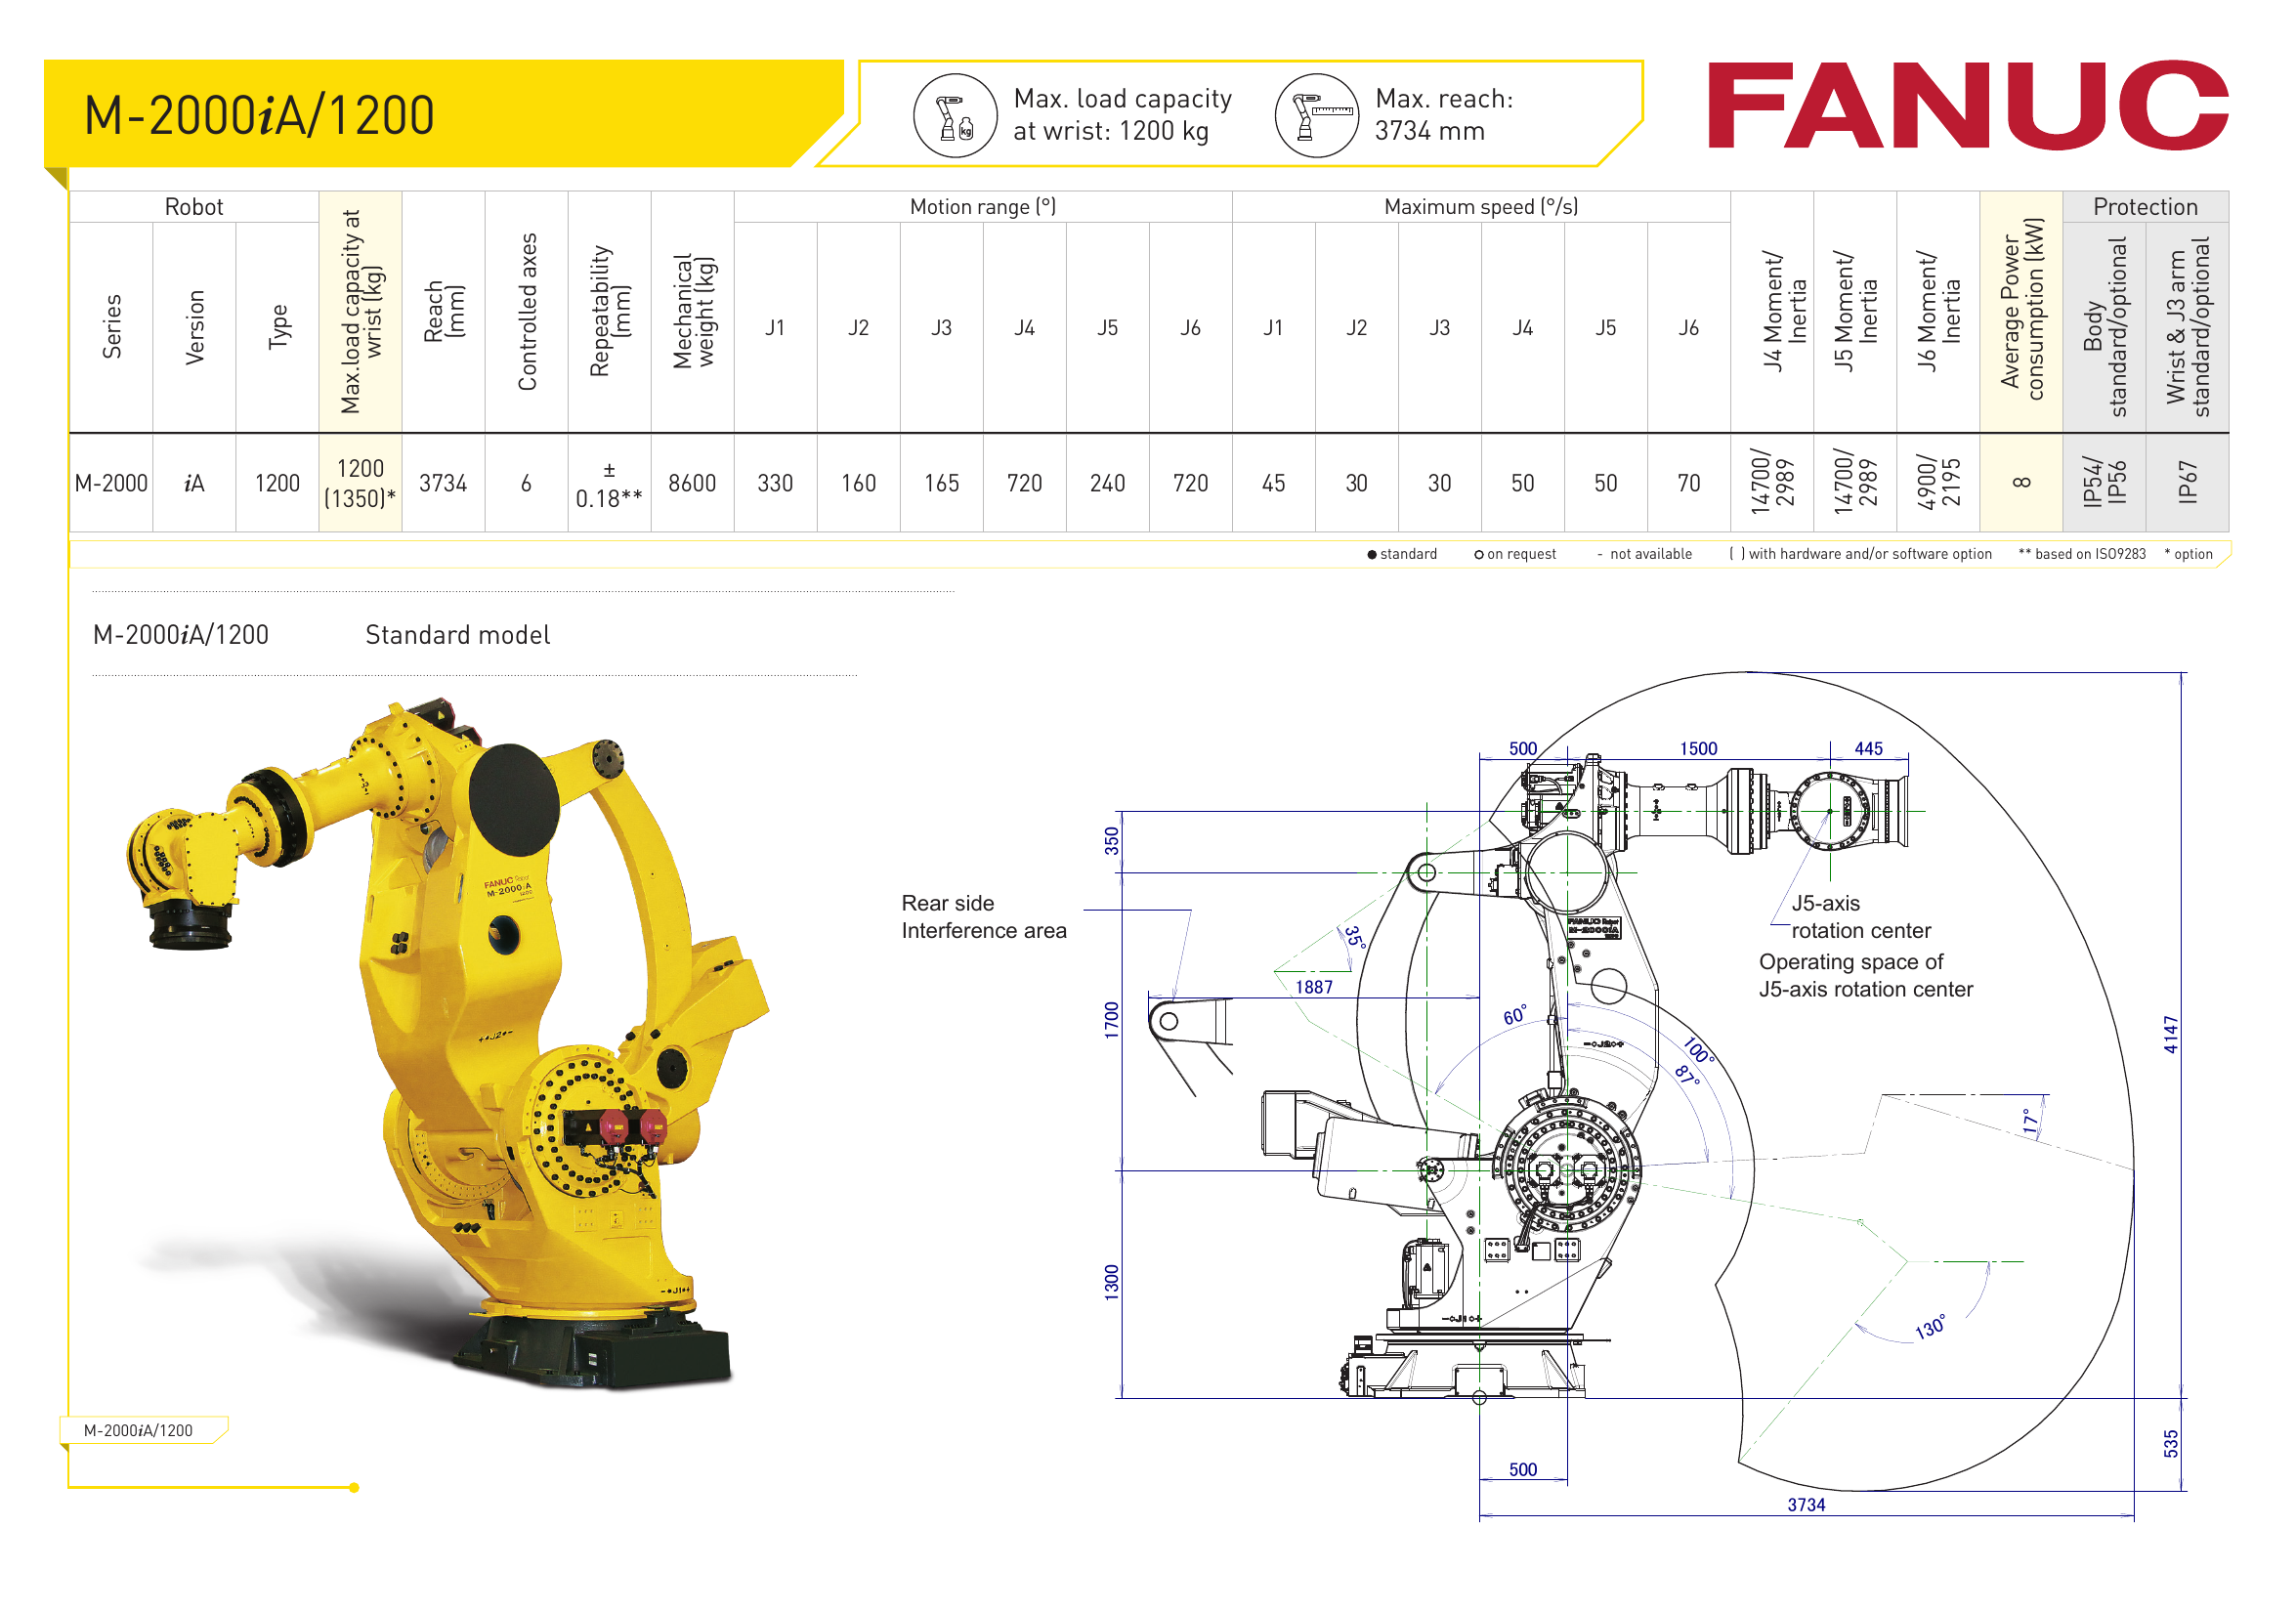 M-2000iA/1200
Max. load capacity
at wrist: 1200 kg
Max. reach:
3734 mm
FANUC
Robot
Series
Version
Type
Max.load capacity at
wrist (kg)
Reach
(mm)
Controlled axes
Repeatability
(mm)
Mechanical
weight (kg)
Motion range (°)
J1
J2
J3
J4
J5
J6
Maximum speed (°/s)
J1
J2
J3
J4
J5
J6
J4 Moment/
Inertia
J5 Moment/
Inertia
J6 Moment/
Inertia
Average Power
consumption (kW)
Protection
Body
standard/optional
Wrist & J3 arm
standard/optional
M-2000
iA
1200
1200
(1350)*
3734
6
±
0.18**
8600
330
160
165
720
240
720
45
30
30
50
50
70
14700/
2989
14700/
2989
4900/
2195
8
IP54/
IP56
IP67
● standard
○ on request
- not available
( ) with hardware and/or software option
** based on ISO9283
* option
M-2000iA/1200
Standard model
FANUC Robot
M-2000iA
-●J1●+
500
1500
445
350
Rear side
Interference area
35°
1887
FANUC Robot
M-2000iA
J5-axis
rotation center
Operating space of
J5-axis rotation center
1700
60°
100°
87°
4147
17°
1300
130°
535
500
3734
M-2000iA/1200